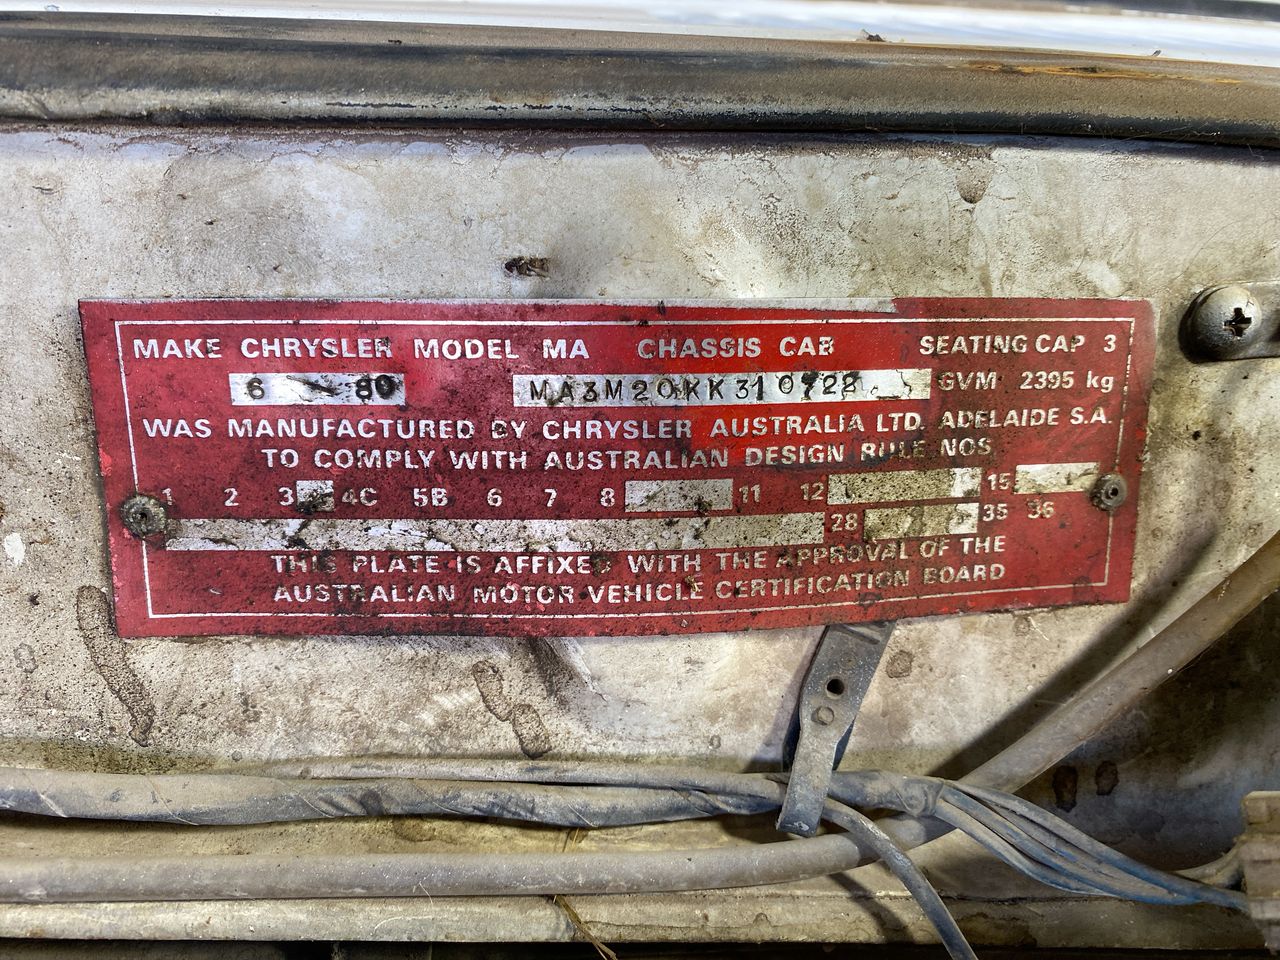 MAKE CHRYSLER MODEL MA CHASSIS CAB SEATING CAP 3
6 80 MA3M20KK310728 GVM 2395 kg
WAS MANUFACTURED BY CHRYSLER AUSTRALIA LTD. ADELAIDE S.A.
TO COMPLY WITH AUSTRALIAN DESIGN RULE NOS
1 2 3 4C 5B 6 7 8 11 12 15
28 35 36
THIS PLATE IS AFFIXED WITH THE APPROVAL OF THE
AUSTRALIAN MOTOR VEHICLE CERTIFICATION BOARD